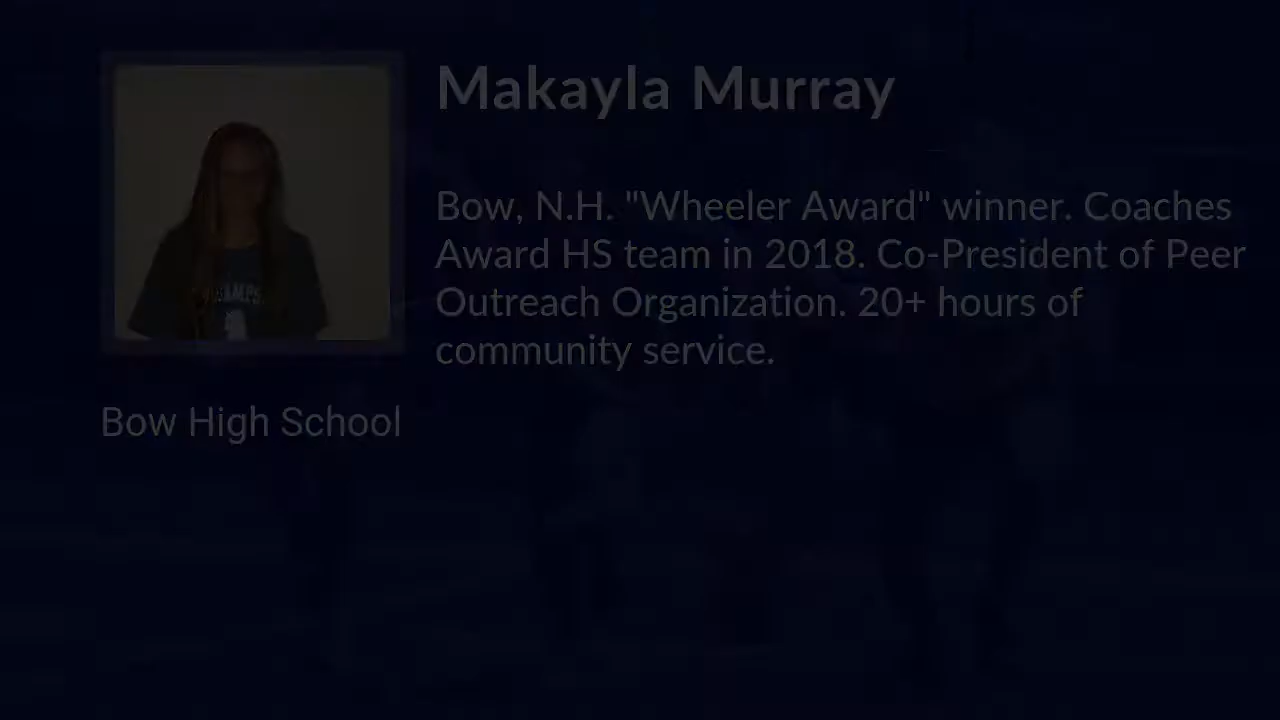 Makayla Murray
Bow, N.H. "Wheeler Award" winner. Coaches
Award HS team in 2018. Co-President of Peer
Outreach Organization. 20+ hours of
community service.
Bow High School